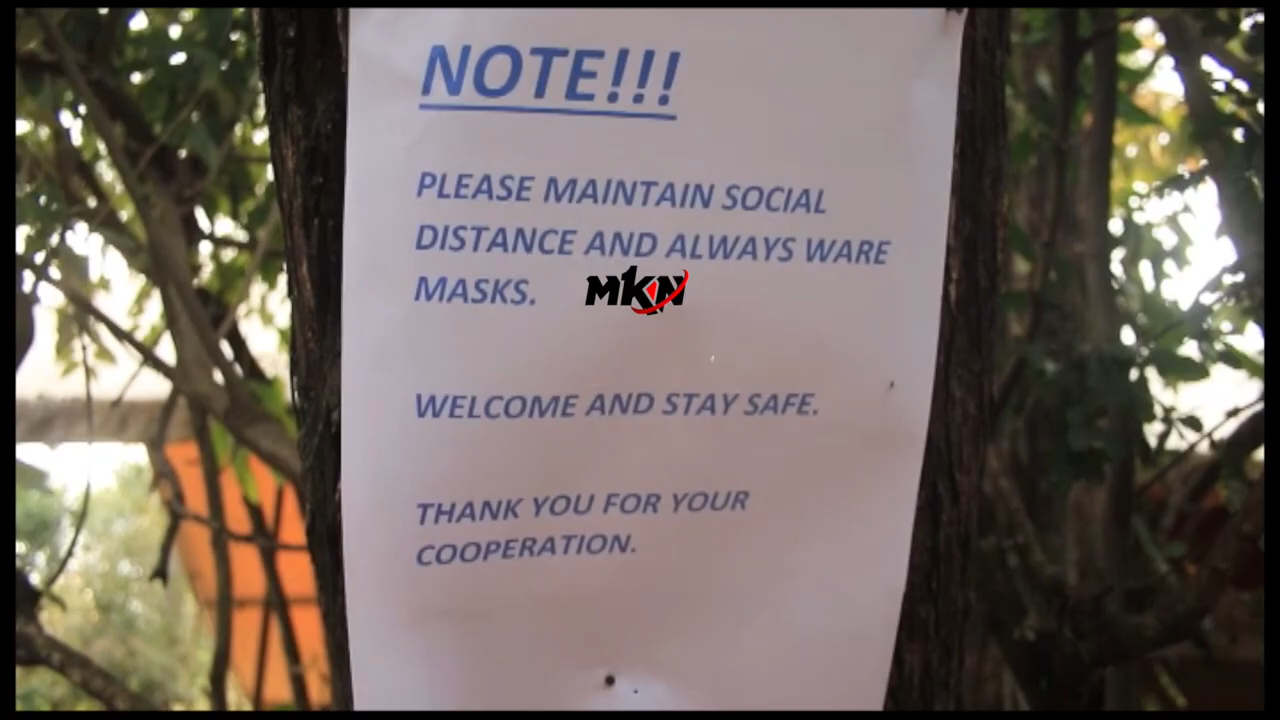 NOTE!!!
PLEASE MAINTAIN SOCIAL
DISTANCE AND ALWAYS WARE
MASKS.
MKN
WELCOME AND STAY SAFE.
THANK YOU FOR YOUR
COOPERATION.